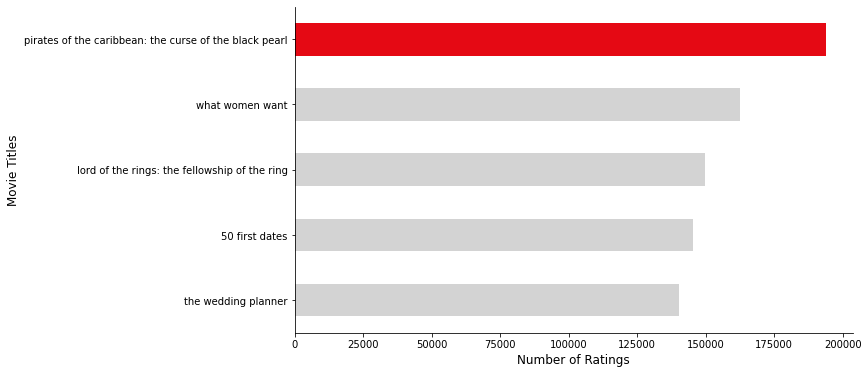 Movie Titles
pirates of the caribbean: the curse of the black pearl
what women want
lord of the rings: the fellowship of the ring
50 first dates
the wedding planner
0 25000 50000 75000 100000 125000 150000 175000 200000
Number of Ratings